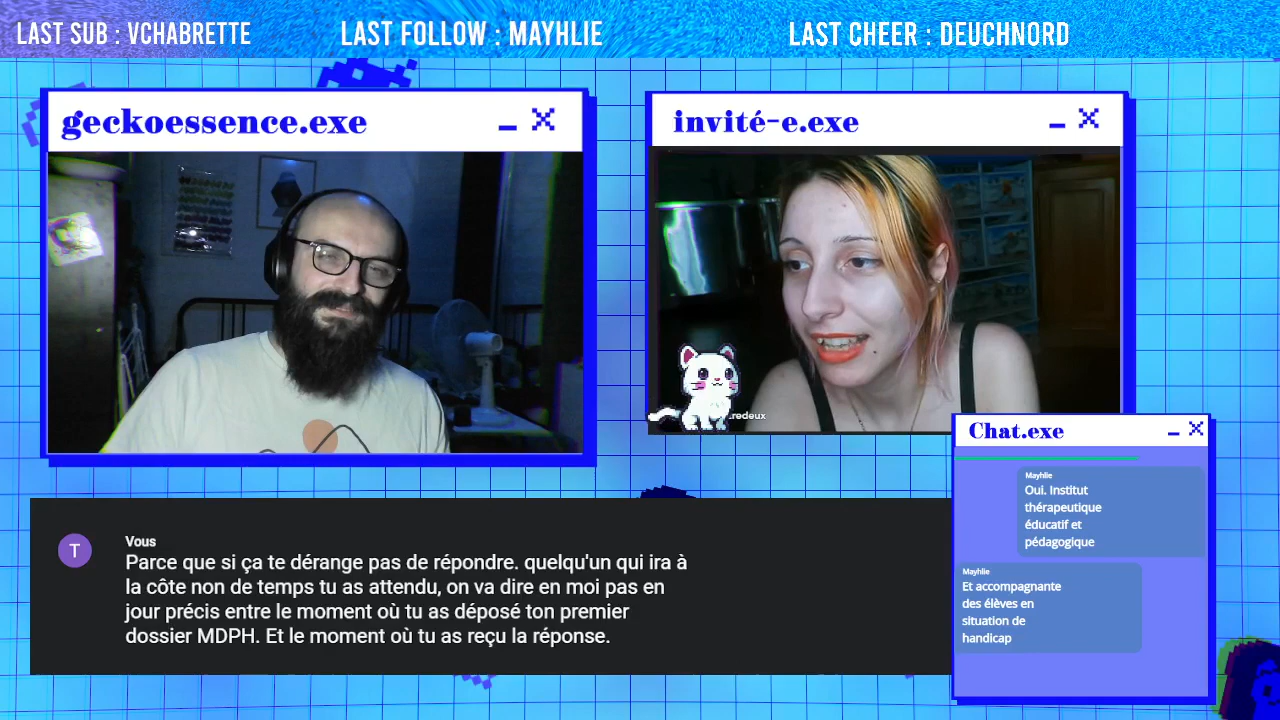 LAST SUB : VCHABRETTE
LAST FOLLOW : MAYHLIE
LAST CHEER : DEUCHNORD
geckoessence.exe
invité-e.exe
.redeux
Chat.exe
Mayhlie
Oui. Institut
thérapeutique
éducatif et
pédagogique
Mayhlie
Et accompagnante
des élèves en
situation de
handicap
T
Vous
Parce que si ça te dérange pas de répondre. quelqu'un qui ira à
la côte non de temps tu as attendu, on va dire en moi pas en
jour précis entre le moment où tu as déposé ton premier
dossier MDPH. Et le moment où tu as reçu la réponse.